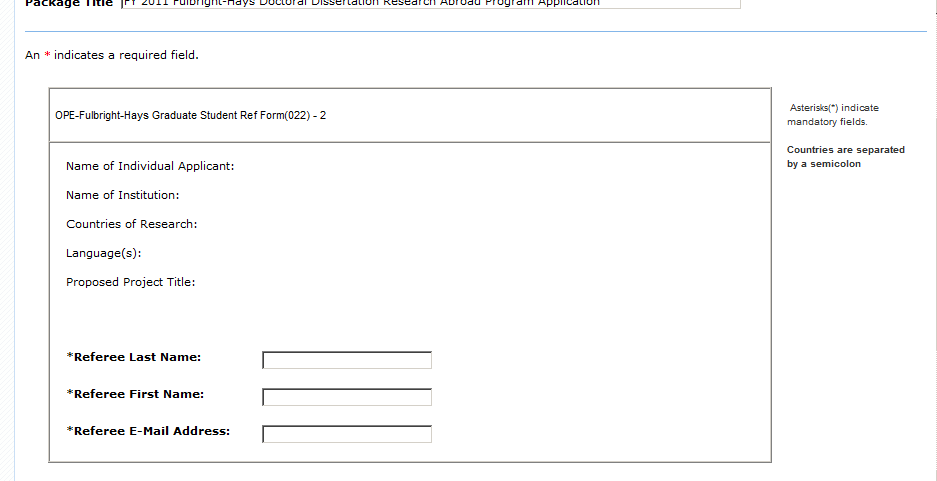 Package Title FY 2011 Fulbright-Hays Doctoral Dissertation Research Abroad Program Application
An * indicates a required field.
OPE-Fulbright-Hays Graduate Student Ref Form(022) - 2
Asterisks(*) indicate
mandatory fields.
Countries are separated
by a semicolon
Name of Individual Applicant:
Name of Institution:
Countries of Research:
Language(s):
Proposed Project Title:
*Referee Last Name:
*Referee First Name:
*Referee E-Mail Address: